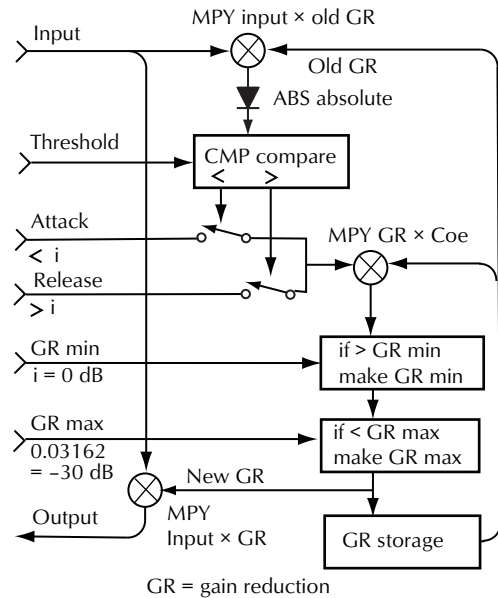 MPY input × old GR
Input
Old GR
ABS absolute
Threshold
CMP compare
< >
Attack
< i
MPY GR × Coe
Release
> i
GR min
i = 0 dB
if > GR min
make GR min
GR max
0.03162
= –30 dB
if < GR max
make GR max
New GR
Output
MPY
Input × GR
GR storage
GR = gain reduction